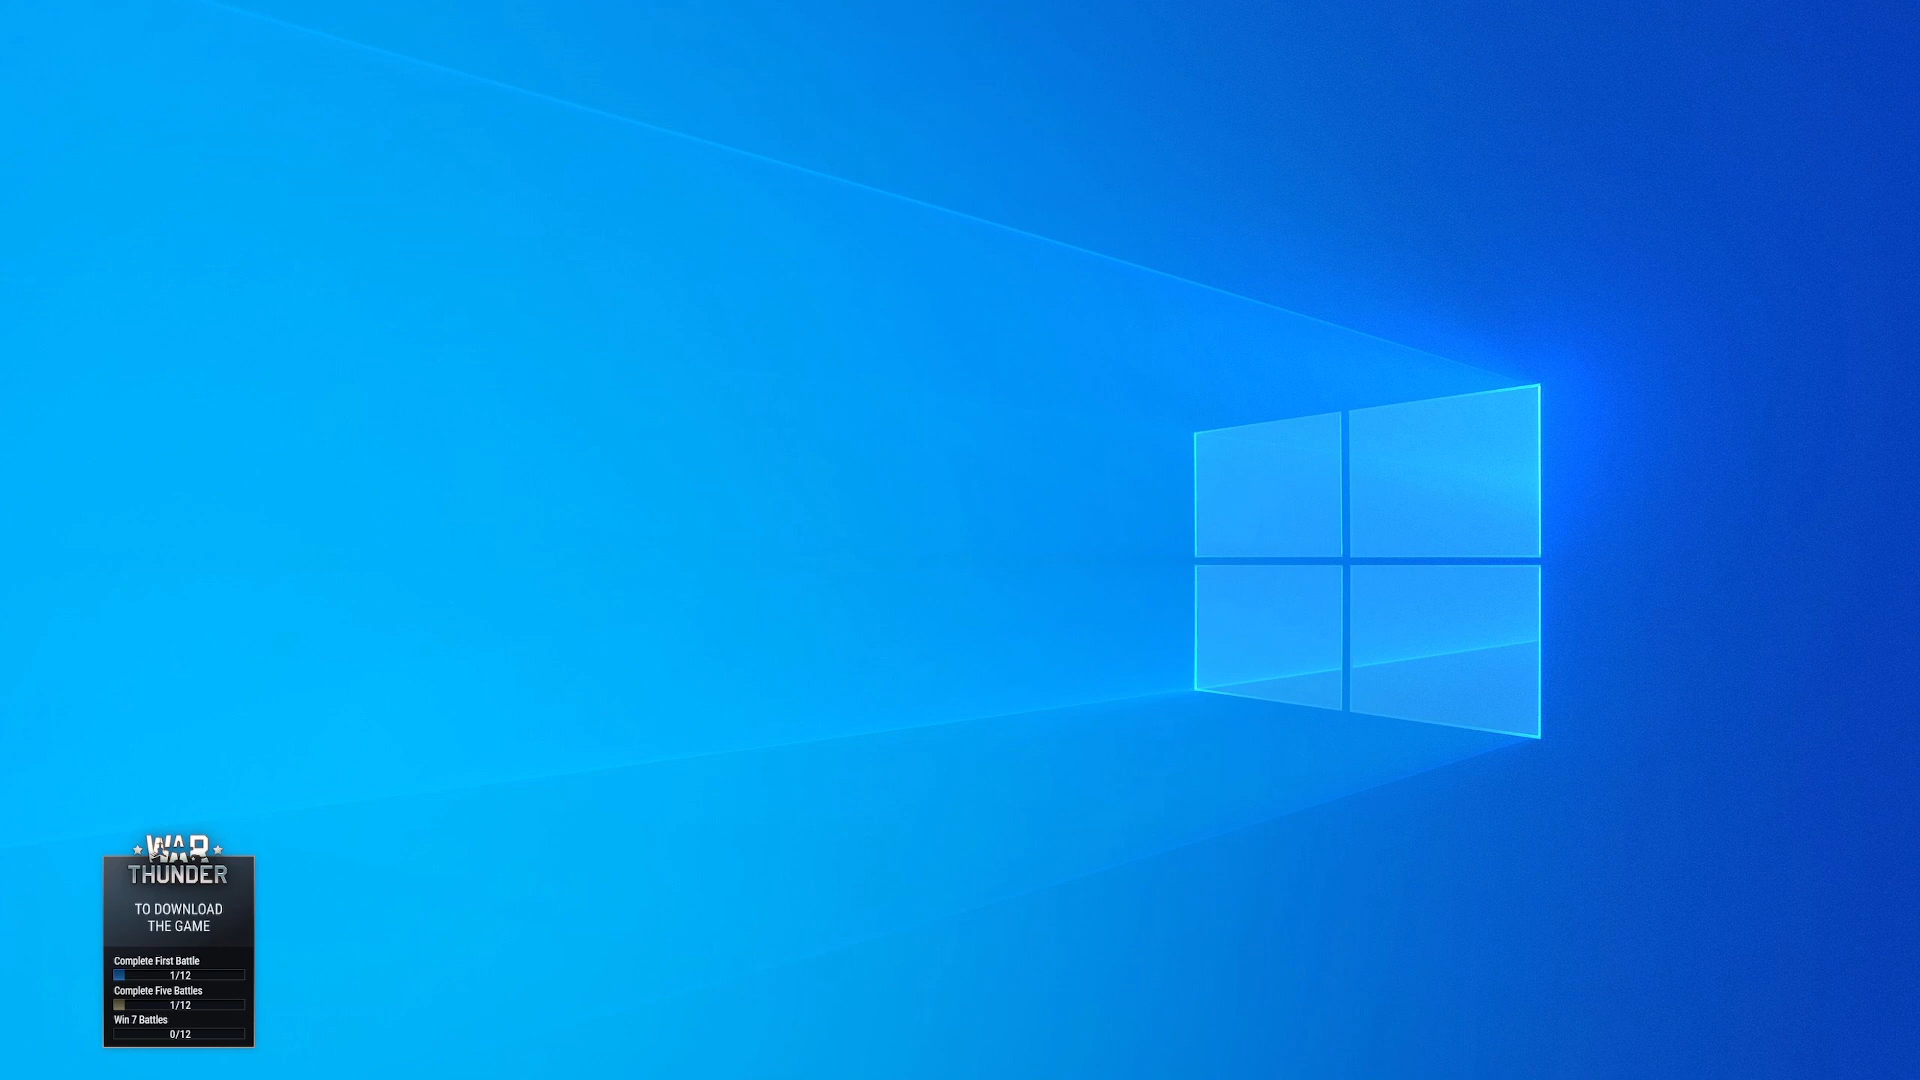 WAR
THUNDER
TO DOWNLOAD
THE GAME
Complete First Battle
1/12
Complete Five Battles
1/12
Win 7 Battles
0/12